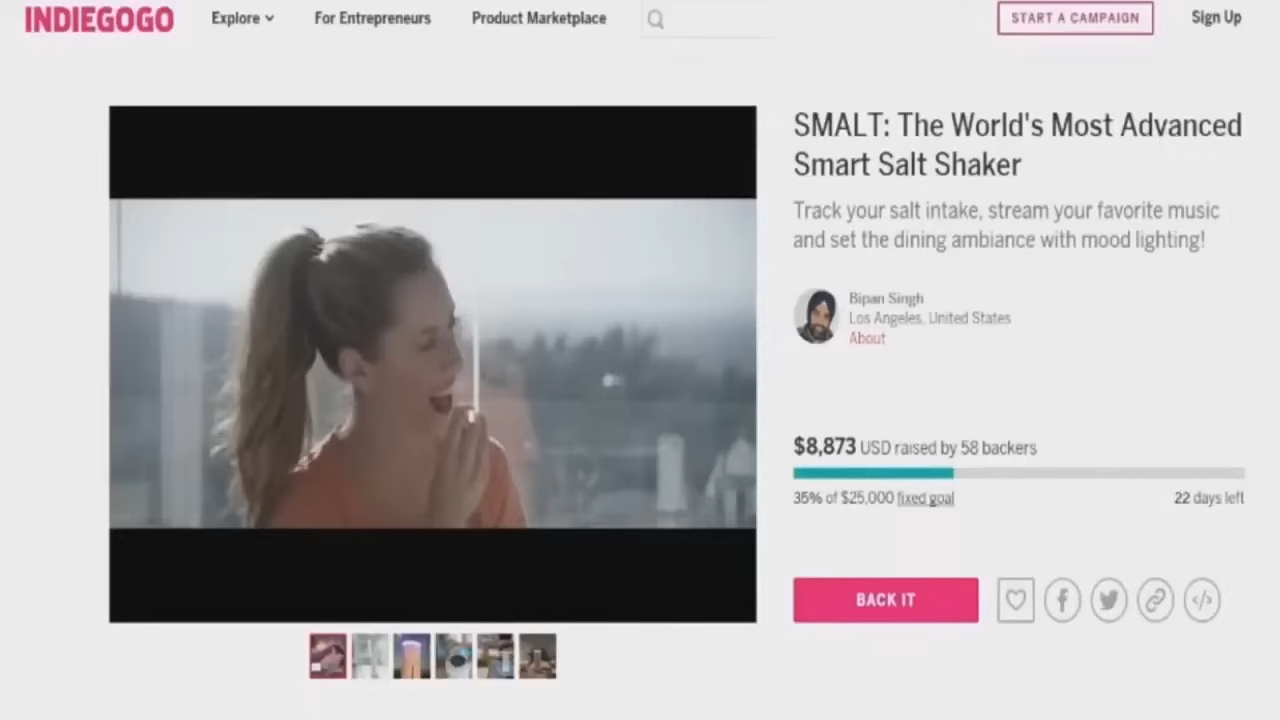 INDIEGOGO
Explore
For Entrepreneurs
Product Marketplace
START A CAMPAIGN
Sign Up
SMALT: The World's Most Advanced
Smart Salt Shaker
Track your salt intake, stream your favorite music
and set the dining ambiance with mood lighting!
Bipan Singh
Los Angeles, United States
About
$8,873 USD raised by 58 backers
35% of $25,000 fixed goal
22 days left
BACK IT